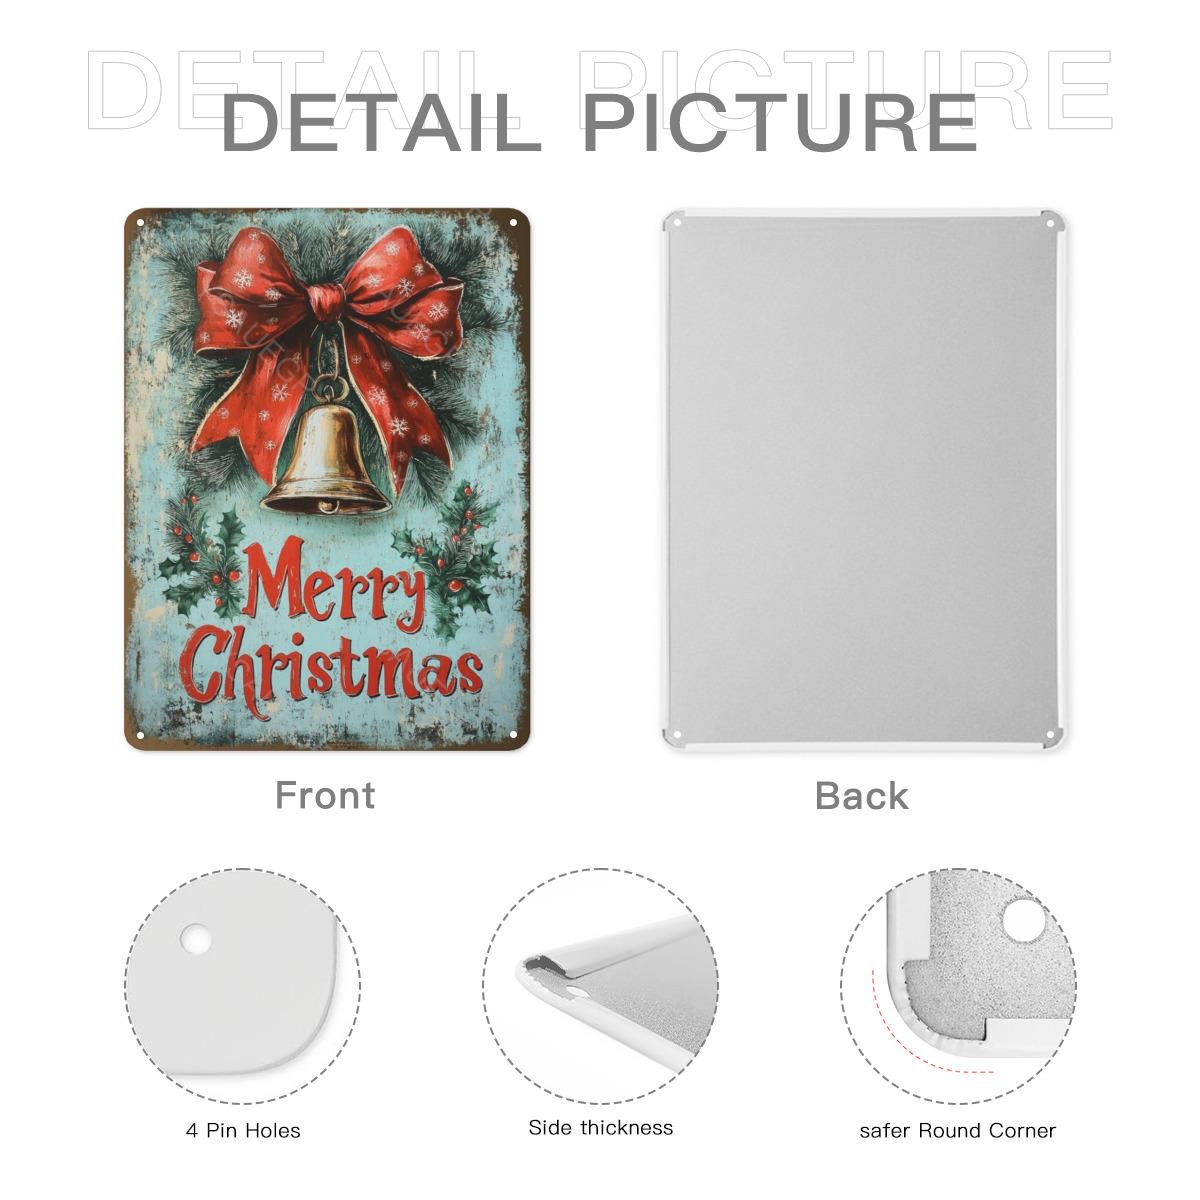 DETAIL PICTURE
DETAIL PICTURE
Merry
Christmas
Front
Back
4 Pin Holes
Side thickness
safer Round Corner